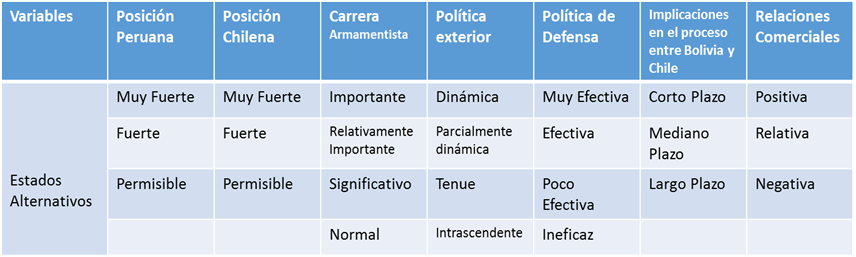 Variables Posición Peruana Posición Chilena Carrera Armamentista Política exterior Política de Defensa Implicaciones en el proceso entre Bolivia y Chile Relaciones Comerciales
Estados Alternativos
Muy Fuerte Muy Fuerte Importante Dinámica Muy Efectiva Corto Plazo Positiva
Fuerte Fuerte Relativamente Importante Parcialmente dinámica Efectiva Mediano Plazo Relativa
Permisible Permisible Significativo Tenue Poco Efectiva Largo Plazo Negativa
Normal Intrascendente Ineficaz